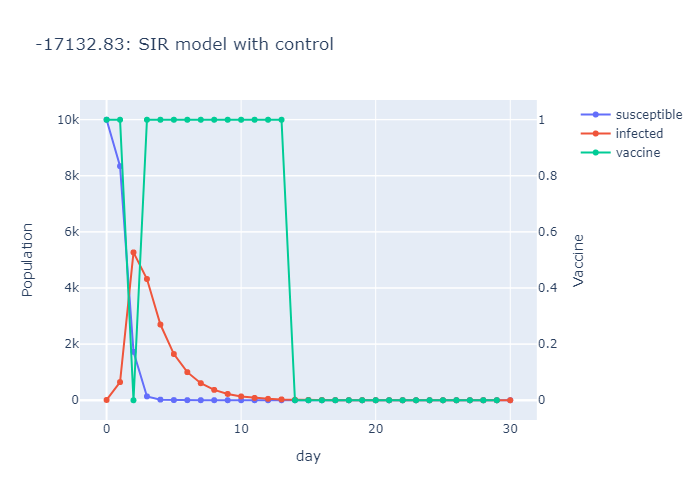 -17132.83: SIR model with control
susceptible
infected
vaccine
10k
8k
6k
4k
2k
0
Population
1
0.8
0.6
0.4
0.2
0
Vaccine
0
10
20
30
day